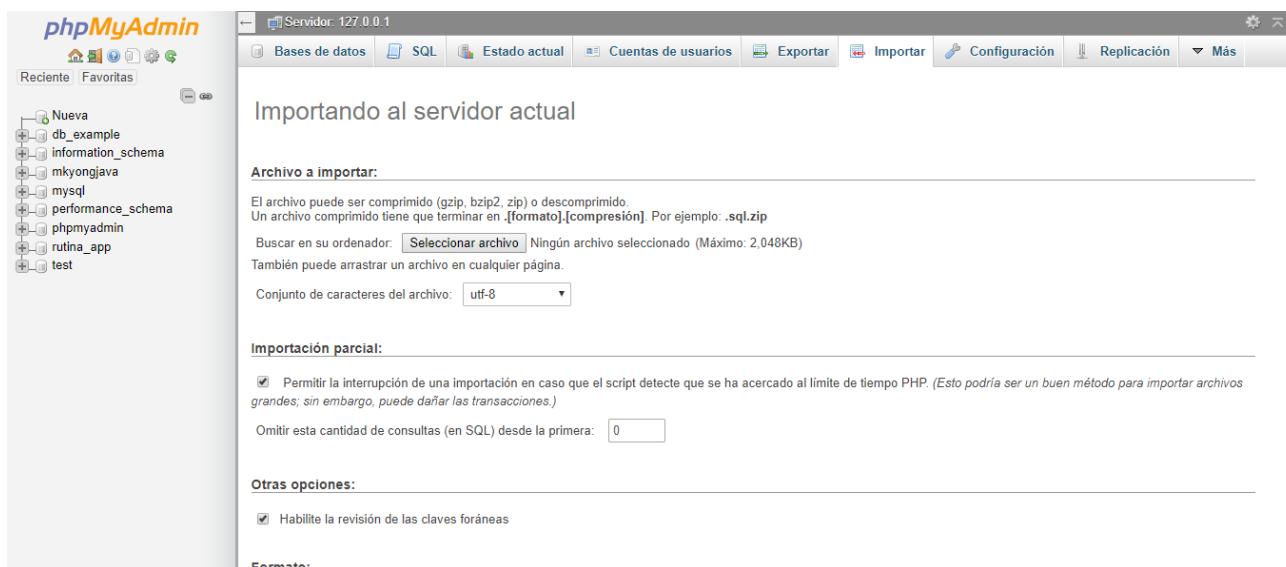 phpMyAdmin
Reciente Favoritas
Nueva
db_example
information_schema
mkyongjava
mysql
performance_schema
phpmyadmin
rutina_app
test
Servidor: 127.0.0.1
Bases de datos SQL Estado actual Cuentas de usuarios Exportar Importar Configuración Replicación Más
Importando al servidor actual
Archivo a importar:
El archivo puede ser comprimido (gzip, bzip2, zip) o descomprimido.
Un archivo comprimido tiene que terminar en .[formato].[compresión]. Por ejemplo: .sql.zip
Buscar en su ordenador: Seleccionar archivo Ningún archivo seleccionado (Máximo: 2,048KB)
También puede arrastrar un archivo en cualquier página.
Conjunto de caracteres del archivo: utf-8
Importación parcial:
Permitir la interrupción de una importación en caso que el script detecte que se ha acercado al límite de tiempo PHP. (Esto podría ser un buen método para importar archivos
grandes; sin embargo, puede dañar las transacciones.)
Omitir esta cantidad de consultas (en SQL) desde la primera: 0
Otras opciones:
Habilite la revisión de las claves foráneas
Formato: